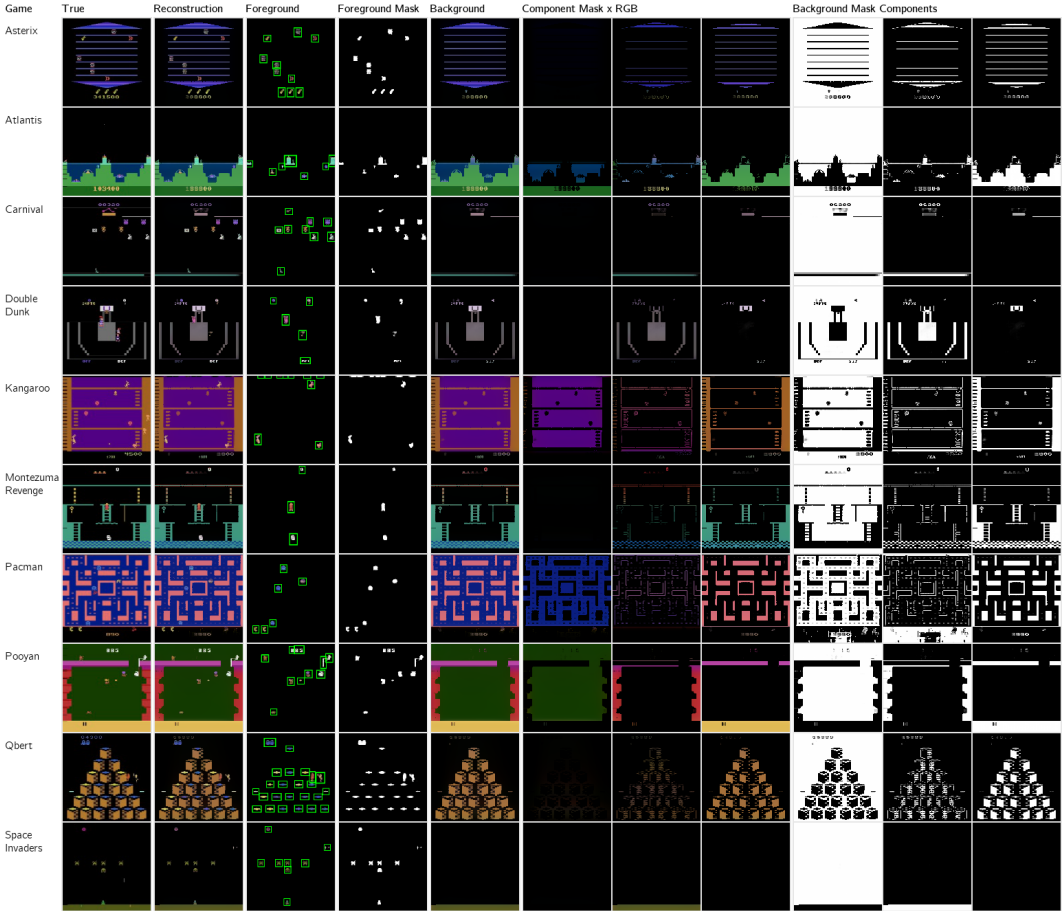 Game True Reconstruction Foreground Foreground Mask Background Component Mask x RGB Background Mask Components
Asterix
Atlantis
Carnival
Double
Dunk
Kangaroo
Montezuma
Revenge
Pacman
Pooyan
Qbert
Space
Invaders